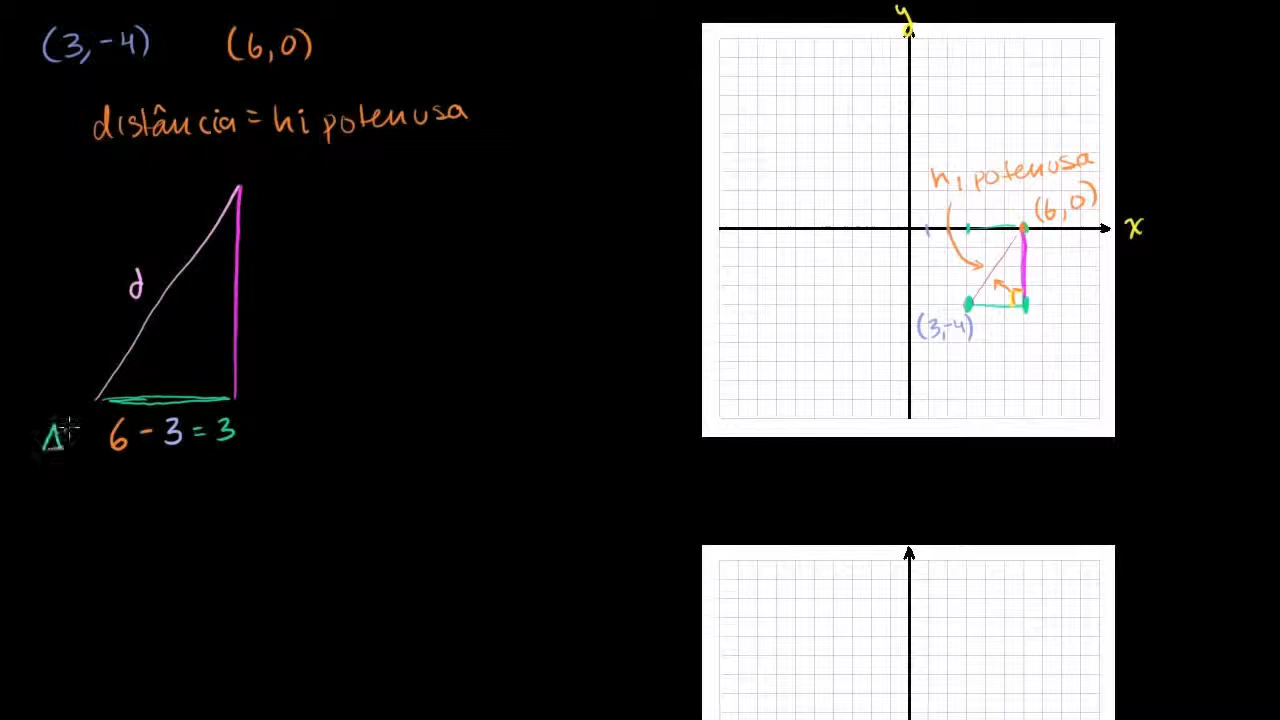 (3,-4) (6,0)
distância = hipotenusa
d
Δ 6 - 3 = 3
y
hipotenusa
(6,0)
x
(3,-4)